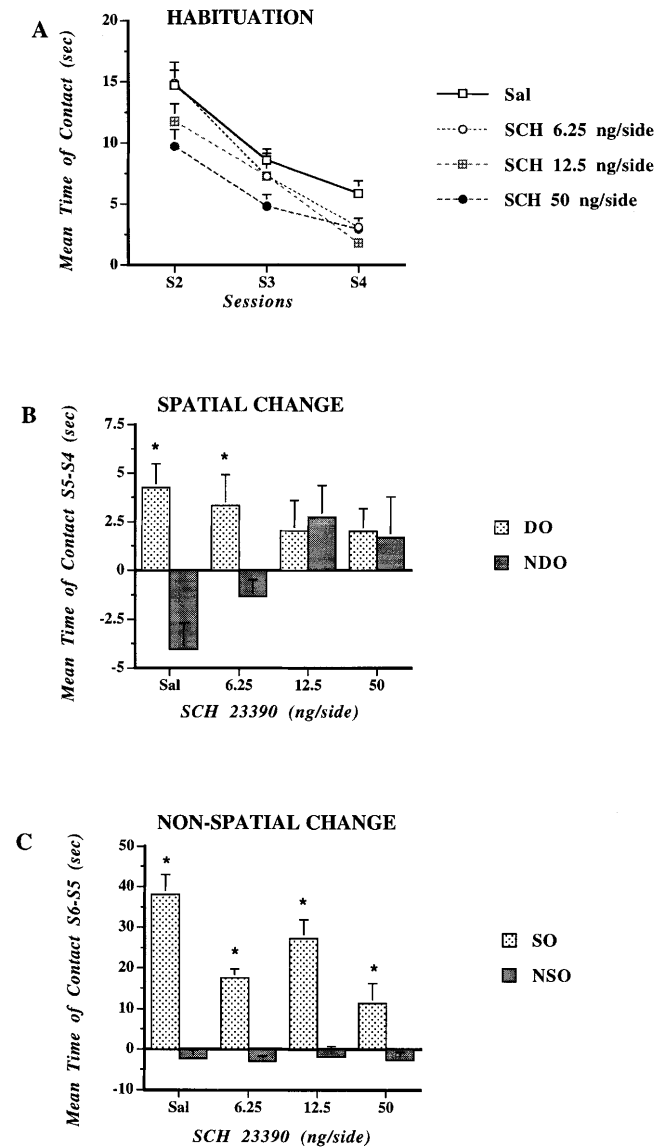 A
HABITUATION
Mean Time of Contact (sec)
20
15
10
5
0
S2 S3 S4
Sessions
Sal
SCH 6.25 ng/side
SCH 12.5 ng/side
SCH 50 ng/side
B
SPATIAL CHANGE
Mean Time of Contact S5-S4 (sec)
7.5
5
2.5
0
-2.5
-5
* *
Sal 6.25 12.5 50
SCH 23390 (ng/side)
DO
NDO
C
NON-SPATIAL CHANGE
Mean Time of Contact S6-S5 (sec)
50
40
30
20
10
0
-10
* * * *
Sal 6.25 12.5 50
SCH 23390 (ng/side)
SO
NSO